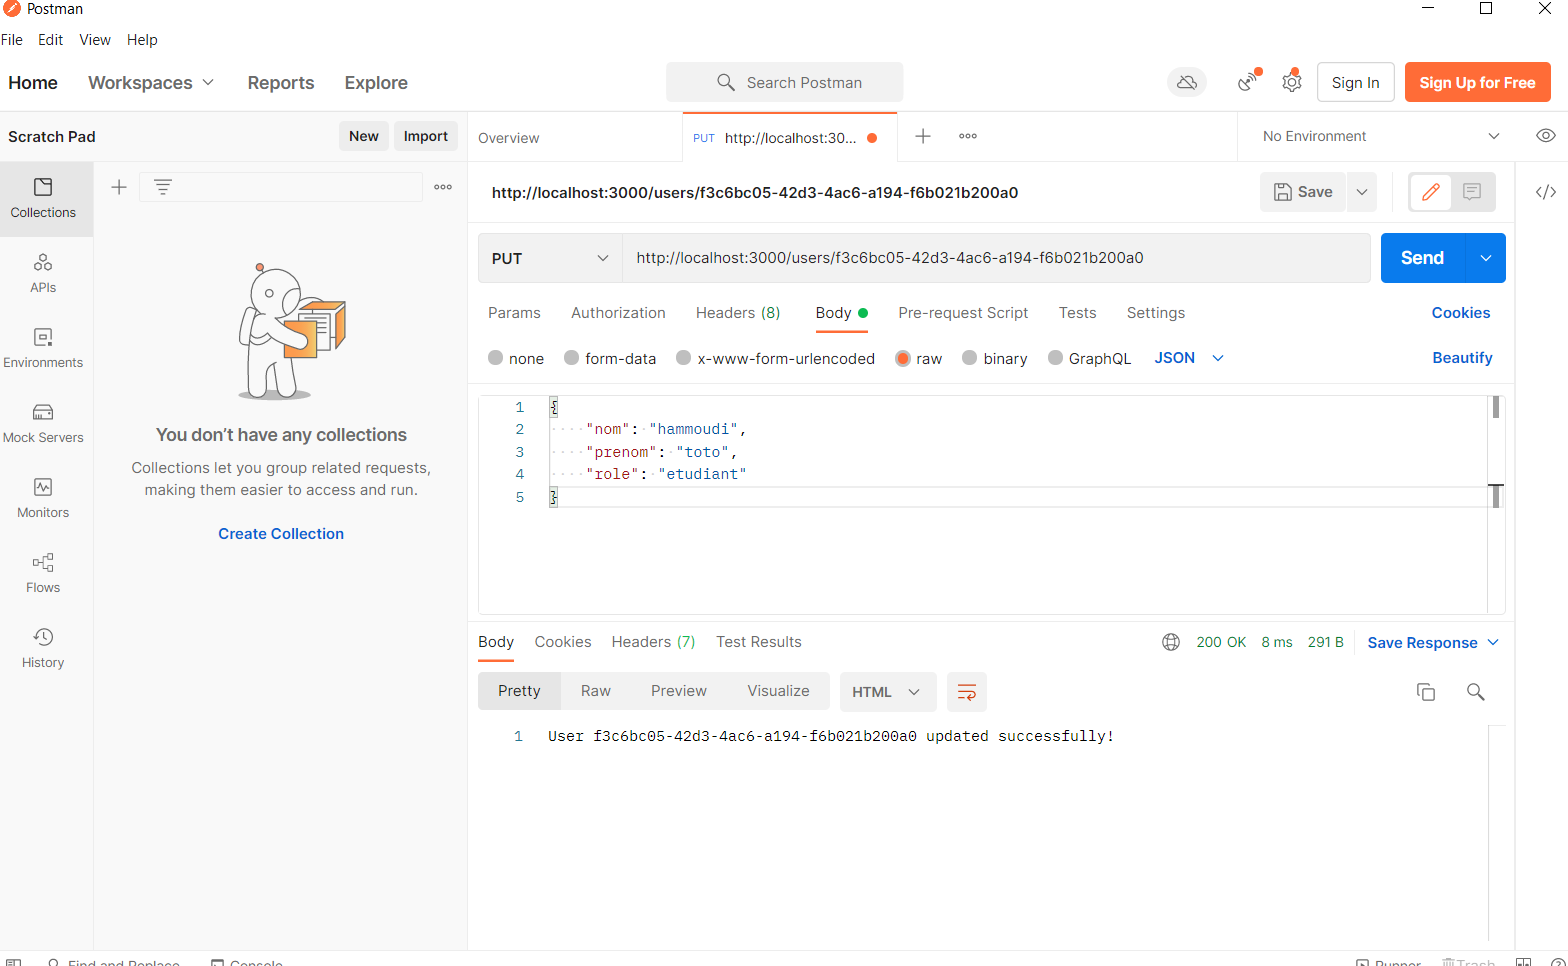 Postman
File Edit View Help
Home Workspaces Reports Explore Search Postman Sign In Sign Up for Free
Scratch Pad New Import Overview PUT http://localhost:30... No Environment
http://localhost:3000/users/f3c6bc05-42d3-4ac6-a194-f6b021b200a0 Save
PUT http://localhost:3000/users/f3c6bc05-42d3-4ac6-a194-f6b021b200a0 Send
Params Authorization Headers (8) Body Pre-request Script Tests Settings Cookies
none form-data x-www-form-urlencoded raw binary GraphQL JSON Beautify
1 {
2 "nom": "hammoudi",
3 "prenom": "toto",
4 "role": "etudiant"
5 }
Collections
APIs
Environments
Mock Servers
Monitors
Flows
History
You don't have any collections
Collections let you group related requests,
making them easier to access and run.
Create Collection
Body Cookies Headers (7) Test Results 200 OK 8 ms 291 B Save Response
Pretty Raw Preview Visualize HTML
1 User f3c6bc05-42d3-4ac6-a194-f6b021b200a0 updated successfully!
Find and Replace Console Runner Trash